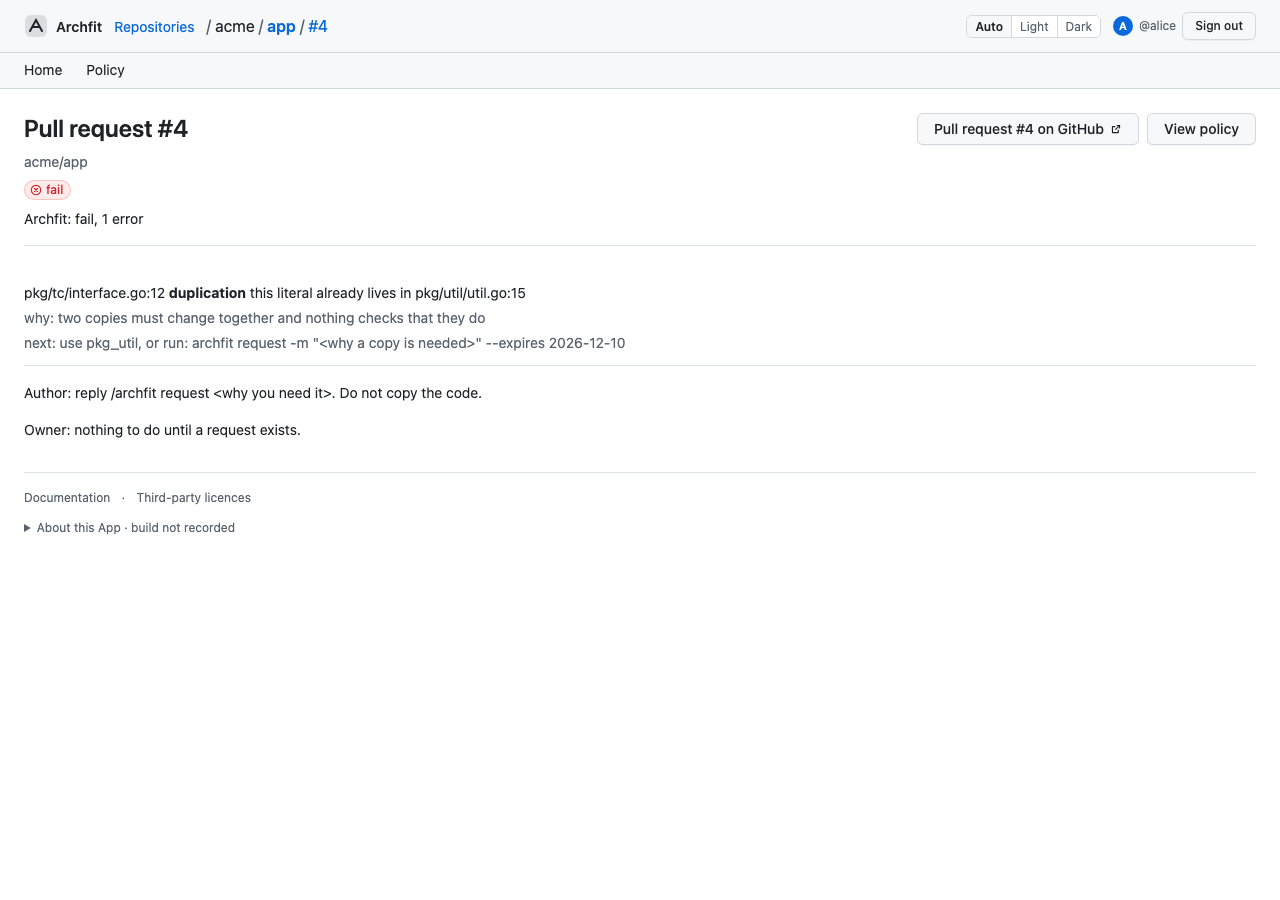 Archfit Repositories / acme / app / #4 Auto Light Dark A @alice Sign out
Home Policy
Pull request #4 Pull request #4 on GitHub View policy
acme/app
fail
Archfit: fail, 1 error
pkg/tc/interface.go:12 duplication this literal already lives in pkg/util/util.go:15
why: two copies must change together and nothing checks that they do
next: use pkg_util, or run: archfit request -m "<why a copy is needed>" --expires 2026-12-10
Author: reply /archfit request <why you need it>. Do not copy the code.
Owner: nothing to do until a request exists.
Documentation · Third-party licences
About this App · build not recorded